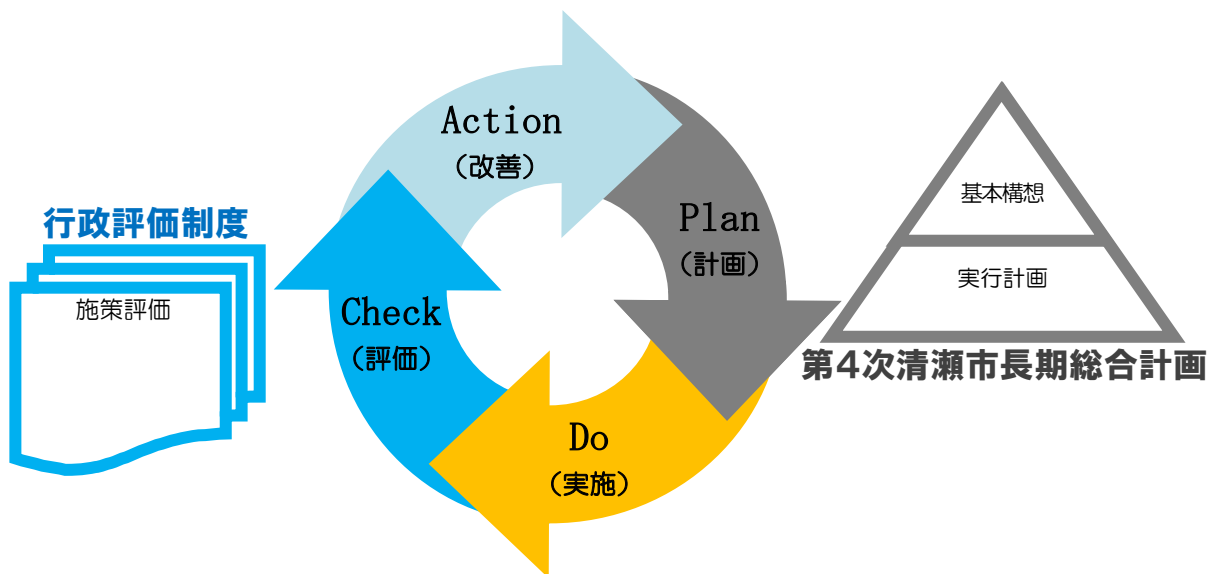 Action
（改善）
行政評価制度
施策評価
Check
（評価）
Plan
（計画）
Do
（実施）
基本構想
実行計画
第4次清瀬市長期総合計画